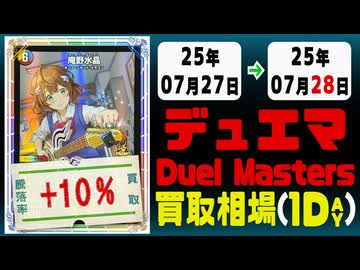 6
庵野水晶
騰落率
+10%
買取
25年
07月27日
25年
07月28日
デュエマ
Duel Masters
買取相場(1DAY)